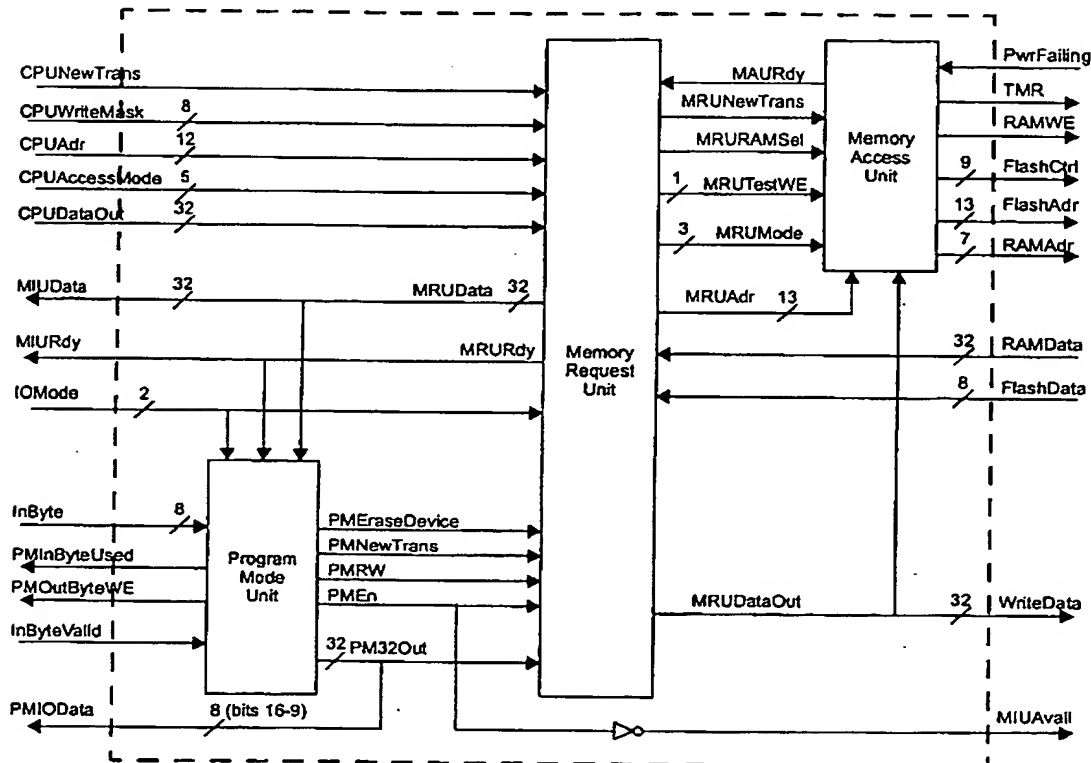 CPUNewTrans
CPUWriteMask 8
CPUAdr 12
CPUAccessMode 5
CPUDataOut 32
MIUData 32
MRUData 32
MIURdy
MRURdy
IOMode 2
Memory
Request
Unit
MAURdy
MRUNewTrans
MRURAMSel
1 MRUTestWE
3 MRUMode
MRUAdr 13
Memory
Access
Unit
PwrFailing
TMR
RAMWE
9 FlashCtrl
13 FlashAdr
7 RAMAdr
32 RAMData
8 FlashData
InByte 8
PMInByteUsed
PMOutByteWE
InByteValid
Program
Mode
Unit
PMEraseDevice
PMNewTrans
PMRW
PMEn
32 PM32Out
PMIOData
8 (bits 16-9)
MRUDataOut
32 WriteData
MIUAvail